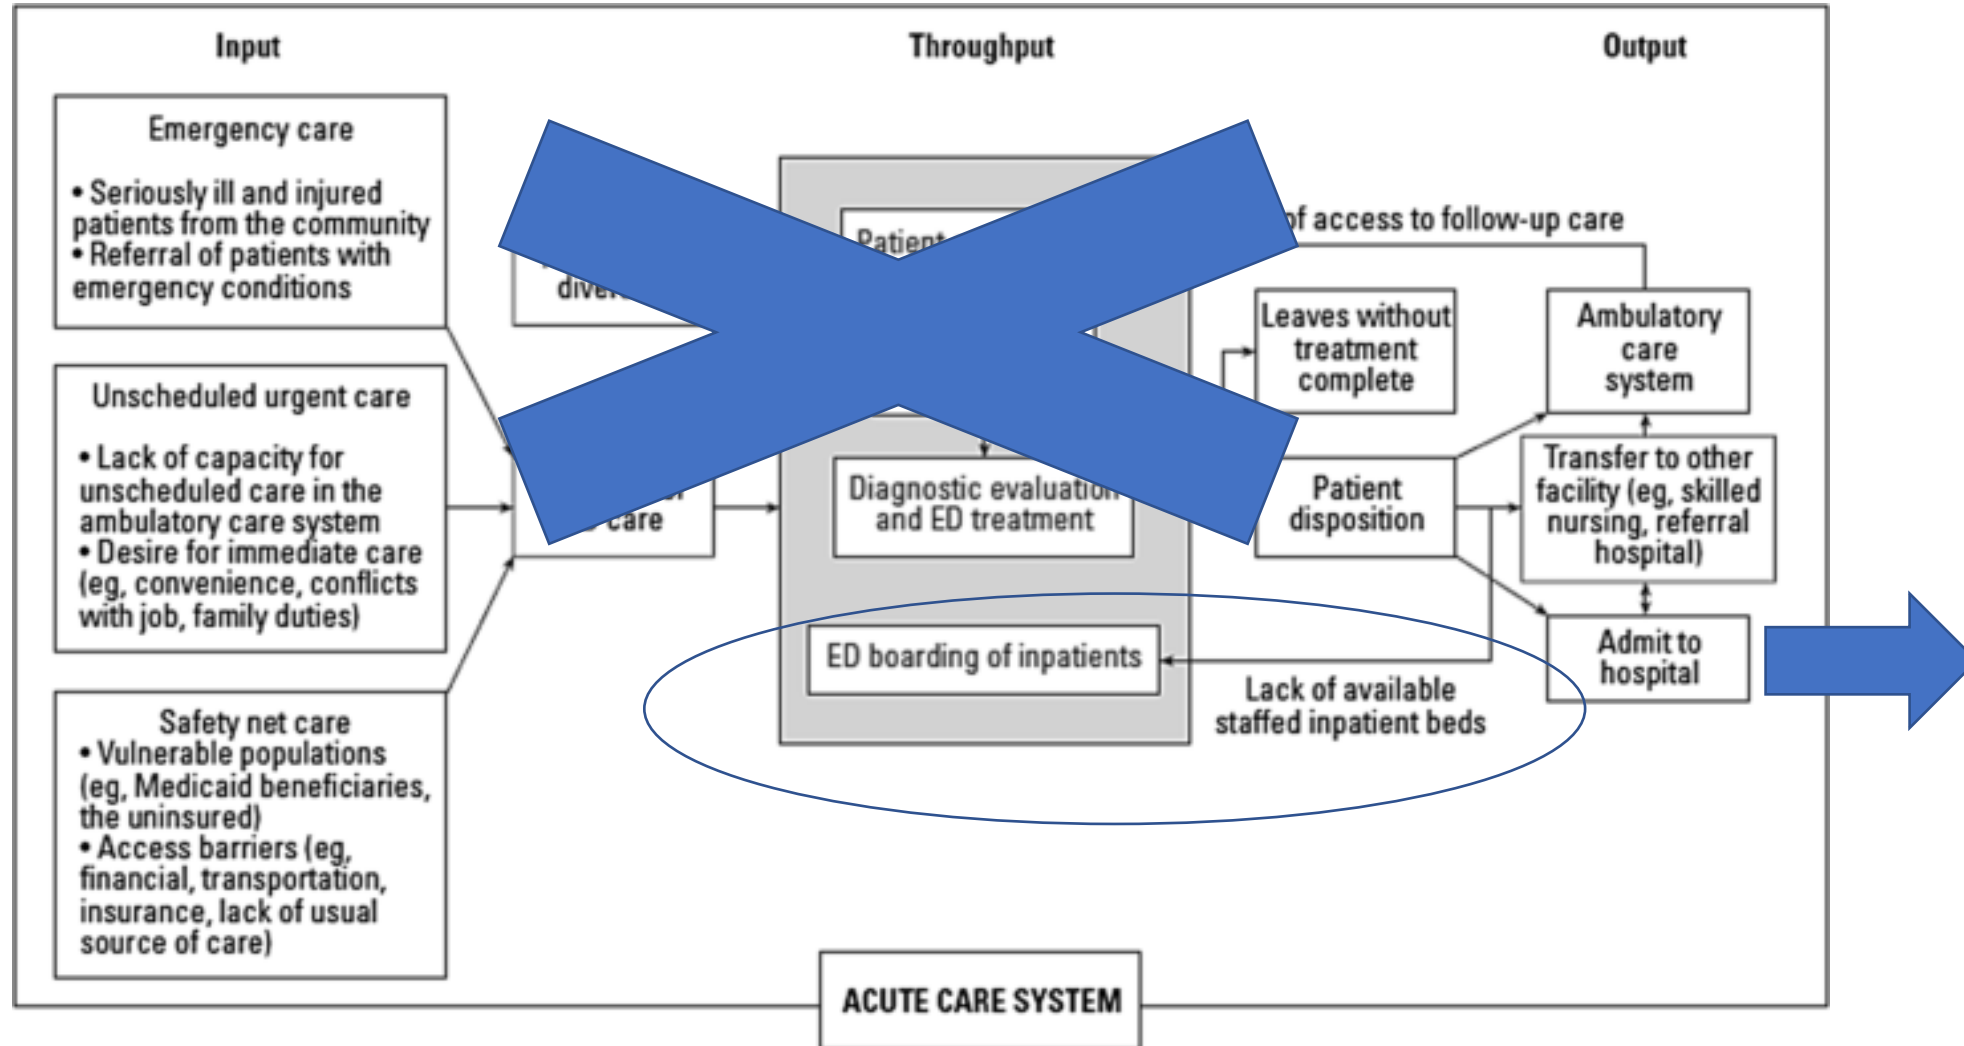 Input
Throughput
Output
Emergency care
• Seriously ill and injured
patients from the community
• Referral of patients with
emergency conditions
Unscheduled urgent care
• Lack of capacity for
unscheduled care in the
ambulatory care system
• Desire for immediate care
(eg, convenience, conflicts
with job, family duties)
Safety net care
• Vulnerable populations
(eg, Medicaid beneficiaries,
the uninsured)
• Access barriers (eg,
financial, transportation,
insurance, lack of usual
source of care)
care
Patient
Diagnostic evaluation
and ED treatment
ED boarding of inpatients
of access to follow-up care
Leaves without
treatment
complete
Patient
disposition
Lack of available
staffed inpatient beds
Ambulatory
care
system
Transfer to other
facility (eg, skilled
nursing, referral
hospital)
Admit to
hospital
ACUTE CARE SYSTEM